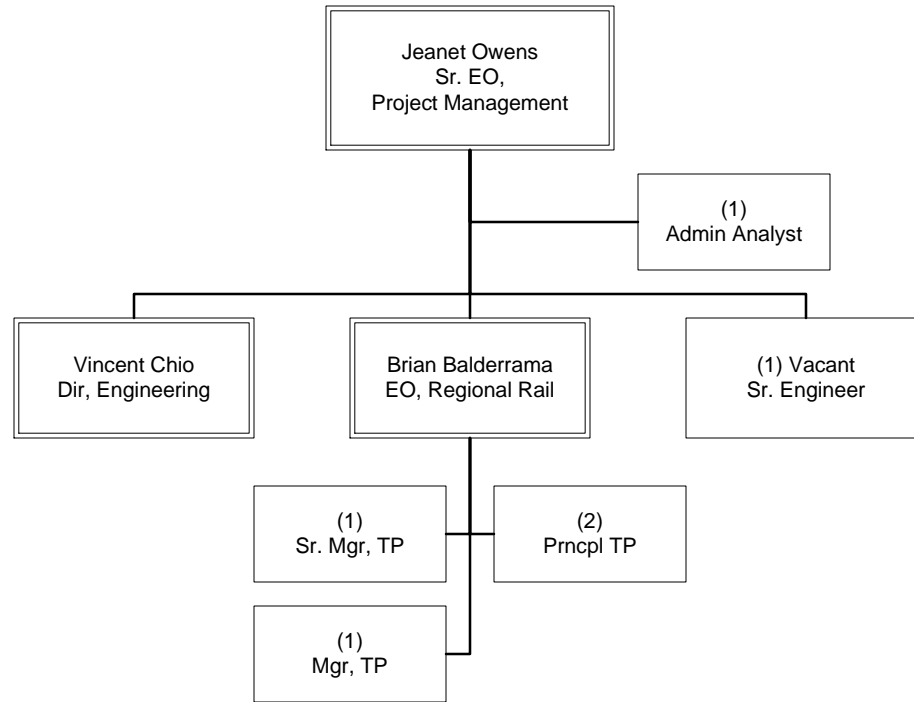 Jeanet Owens
Sr. EO,
Project Management
(1)
Admin Analyst
Vincent Chio
Dir, Engineering
Brian Balderrama
EO, Regional Rail
(1) Vacant
Sr. Engineer
(1)
Sr. Mgr, TP
(2)
Prncpl TP
(1)
Mgr, TP